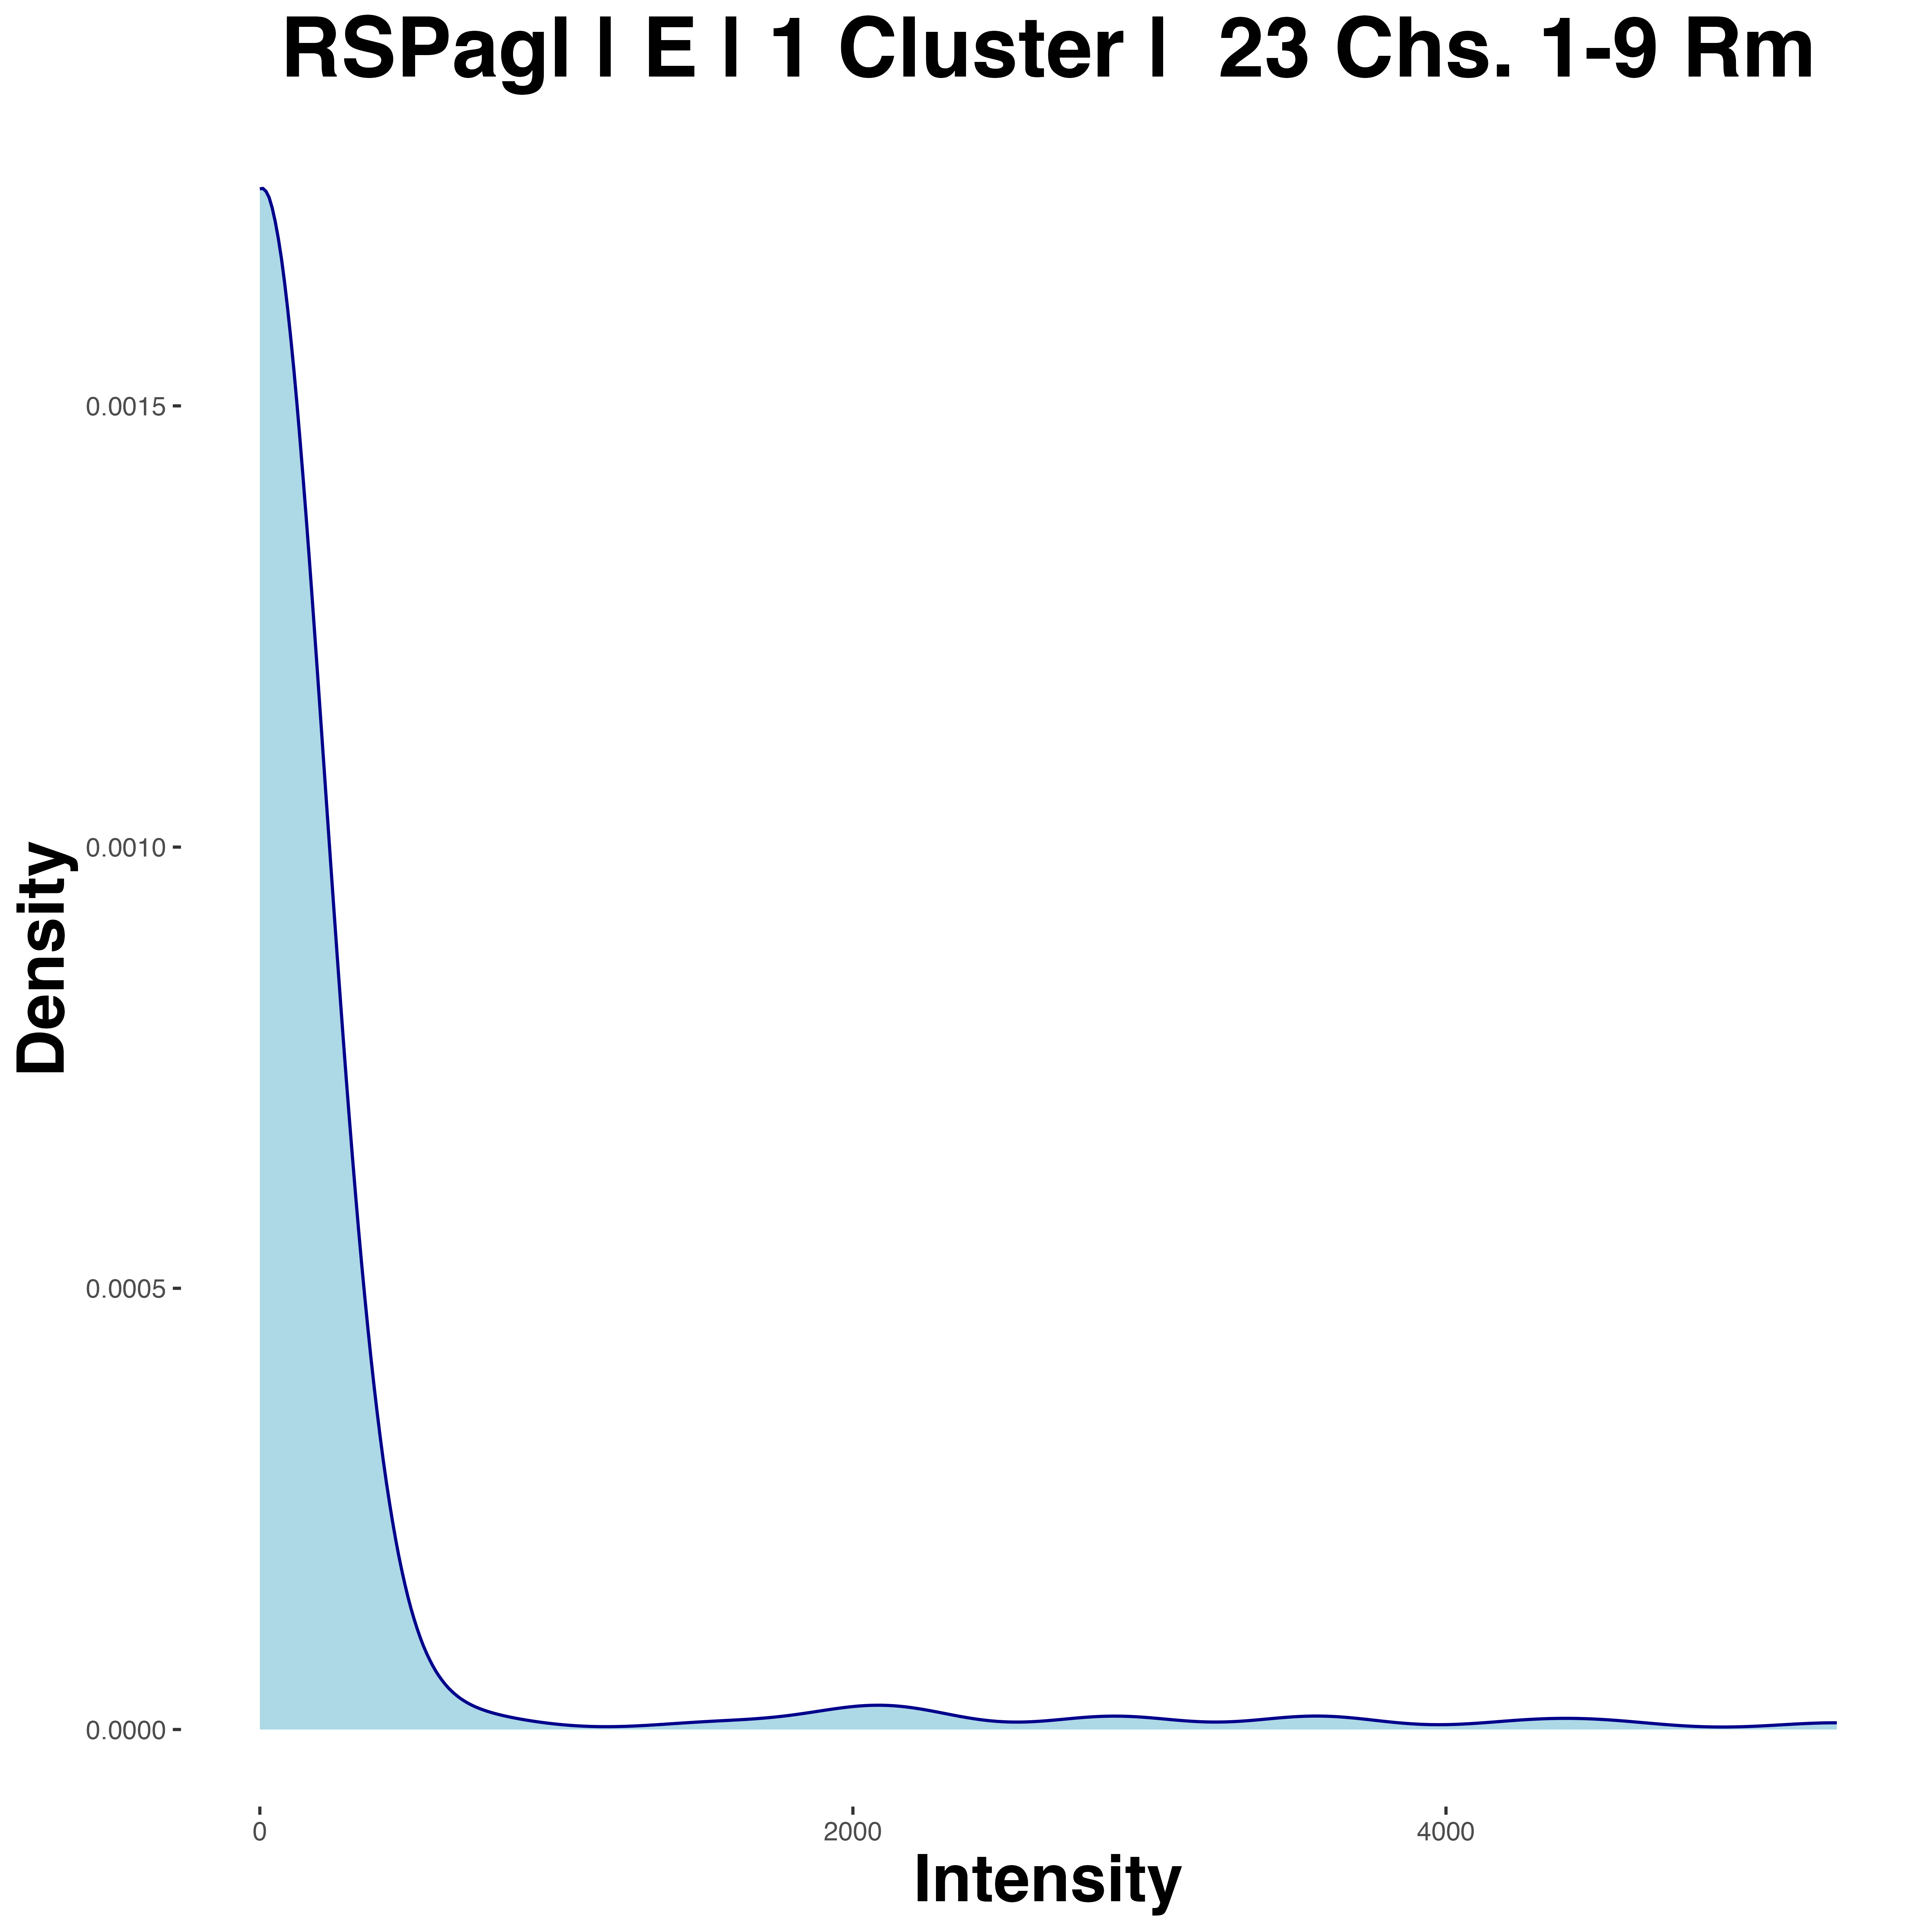 RSPagl | E | 1 Cluster |  23 Chs. 1-9 Rm
0.0015
0.0010
0.0005
0.0000
Density
0
2000
4000
Intensity